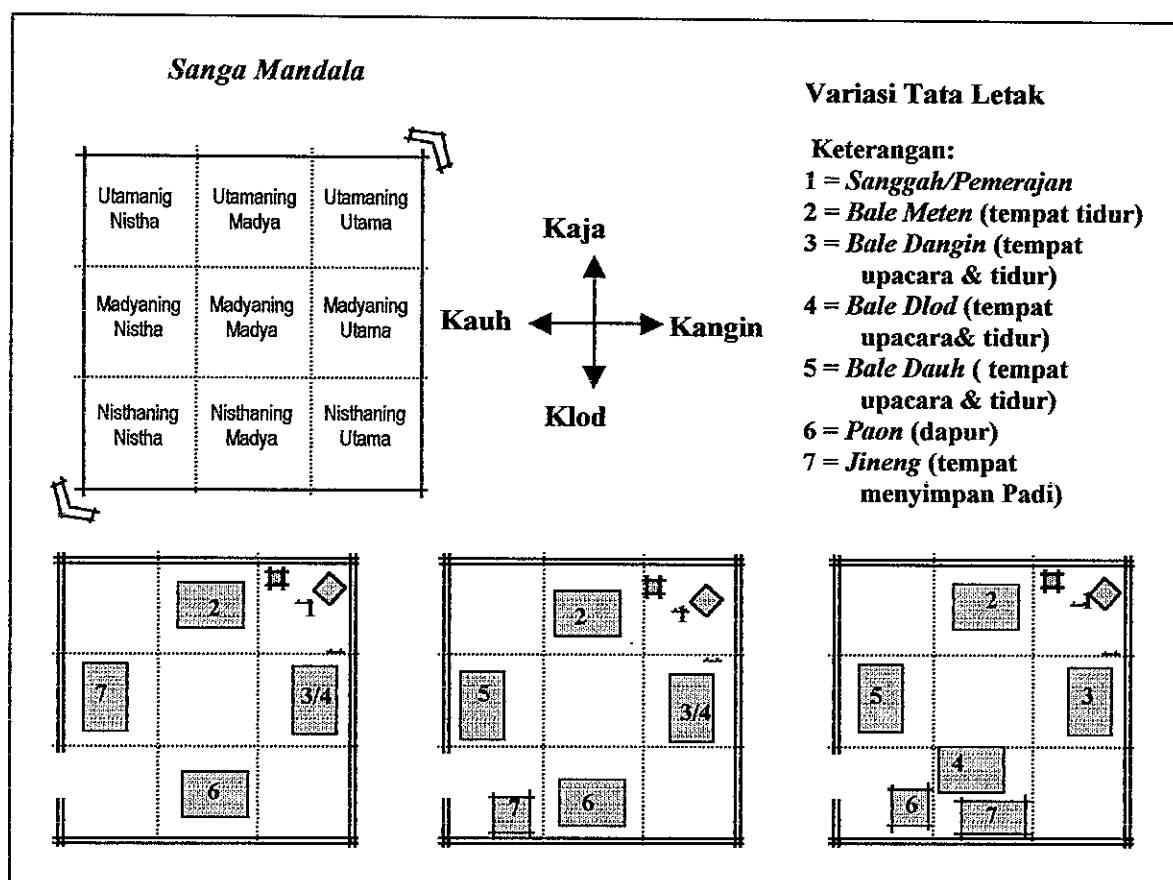 Sanga Mandala
Utamanig
Nistha
Utamaning
Madya
Utamaning
Utama
Madyaning
Nistha
Madyaning
Madya
Madyaning
Utama
Nisthaning
Nistha
Nisthaning
Madya
Nisthaning
Utama
Kaja
Kauh
Kangin
Klod
Variasi Tata Letak
Keterangan:
1 = Sanggah/Pemerajan
2 = Bale Meten (tempat tidur)
3 = Bale Dangin (tempat
upacara & tidur)
4 = Bale Dlod (tempat
upacara& tidur)
5 = Bale Dauh ( tempat
upacara & tidur)
6 = Paon (dapur)
7 = Jineng (tempat
menyimpan Padi)
2
1
7
3/4
6
2
1
5
3/4
7
6
2
1
5
3
4
6
7